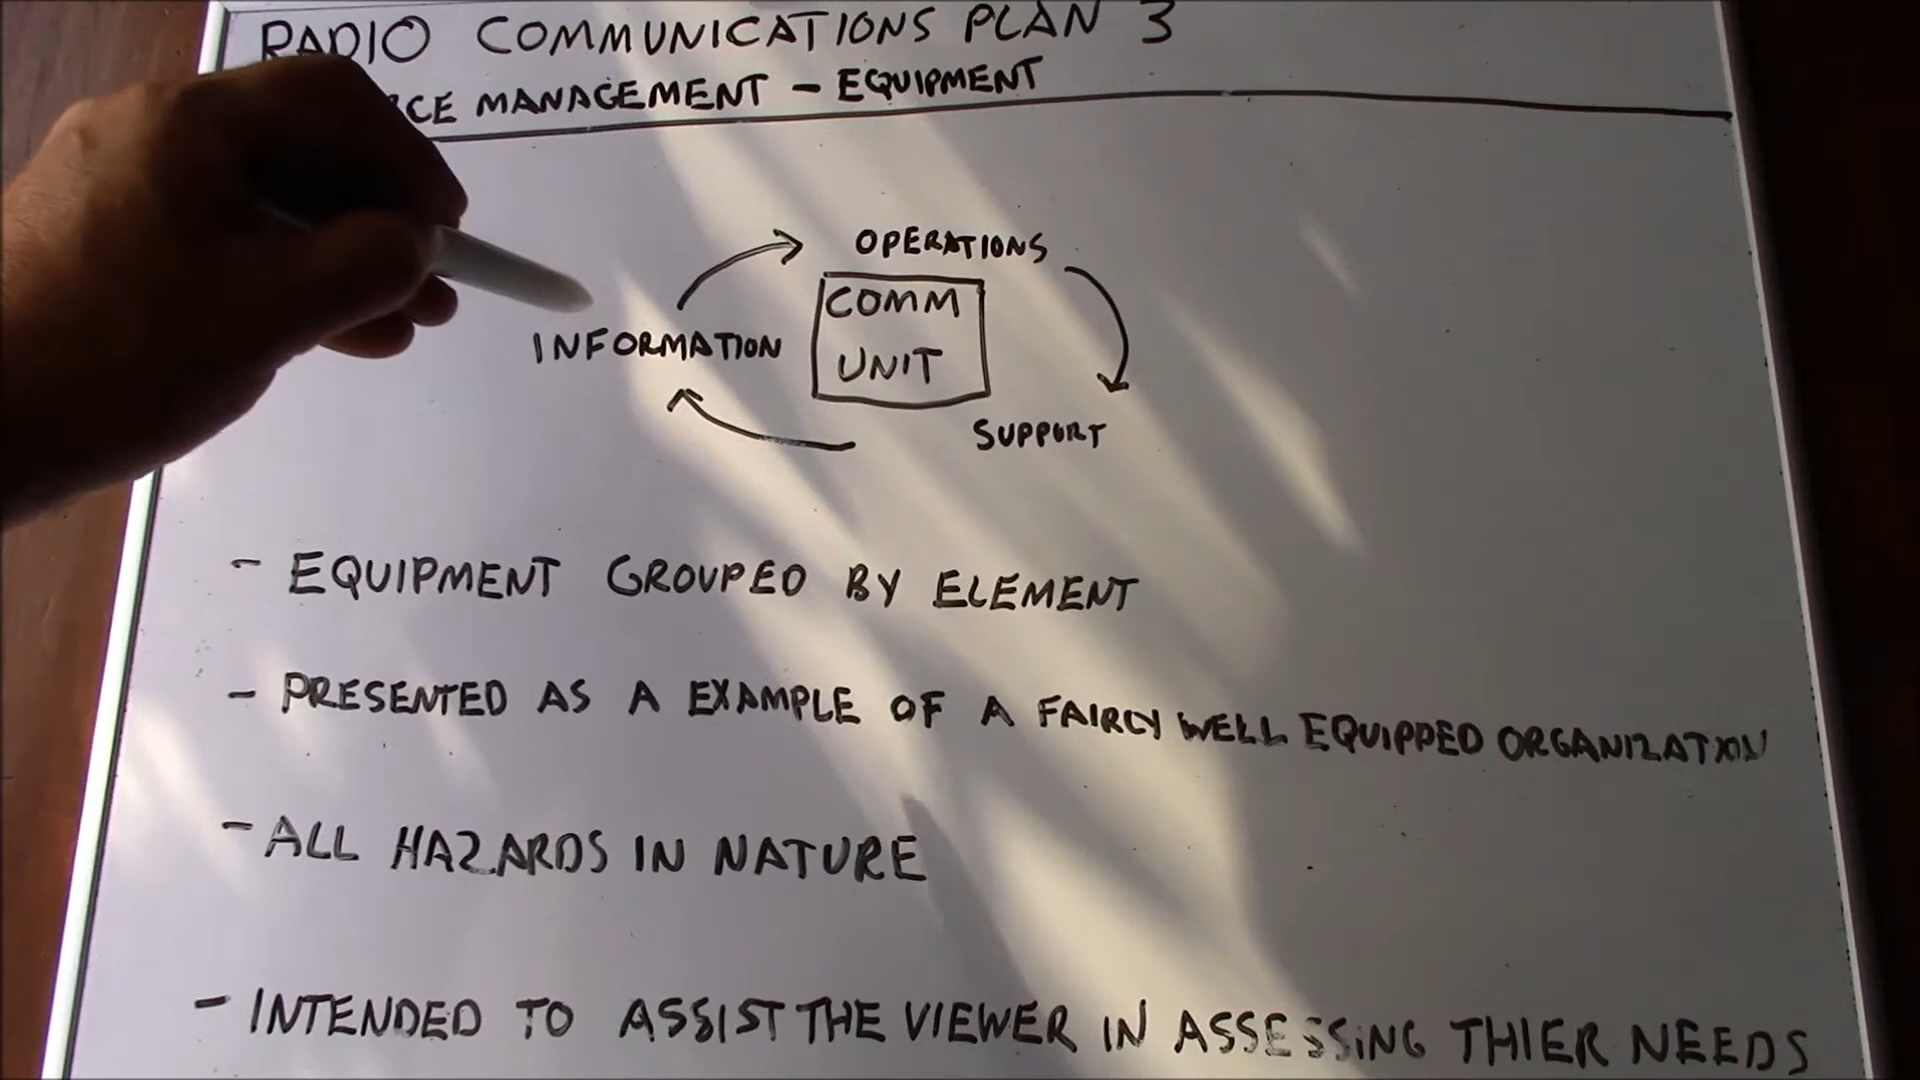 RADIO COMMUNICATIONS PLAN 3
MANAGEMENT - EQUIPMENT
OPERATIONS
COMM
UNIT
INFORMATION
SUPPORT
- EQUIPMENT GROUPED BY ELEMENT
- PRESENTED AS A EXAMPLE OF A FAIRLY WELL EQUIPPED ORGANIZATION
- ALL HAZARDS IN NATURE
- INTENDED TO ASSIST THE VIEWER IN ASSESSING THIER NEEDS